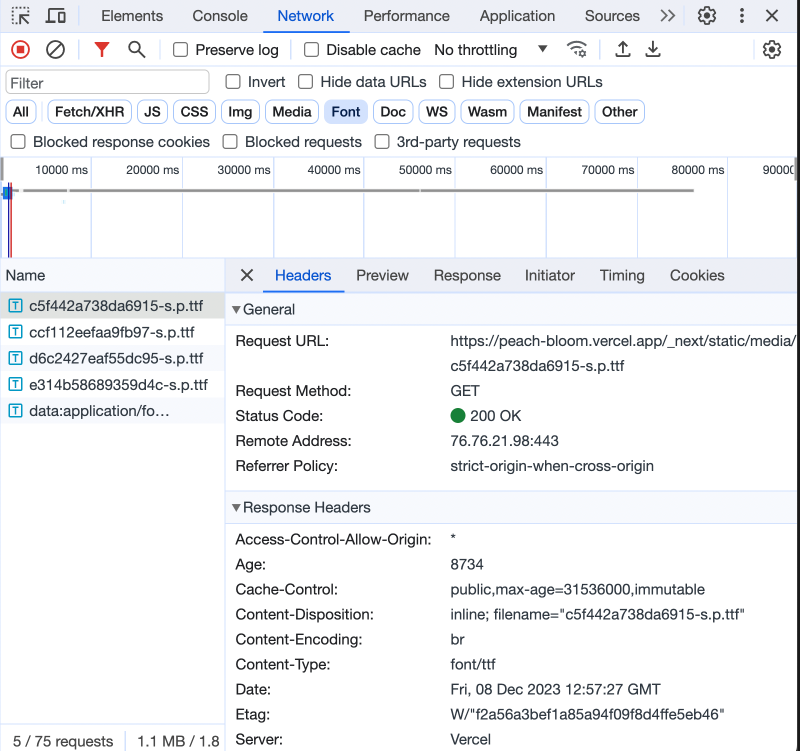 Elements Console Network Performance Application Sources
Preserve log Disable cache No throttling
Filter Invert Hide data URLs Hide extension URLs
All Fetch/XHR JS CSS Img Media Font Doc WS Wasm Manifest Other
Blocked response cookies Blocked requests 3rd-party requests
10000 ms 20000 ms 30000 ms 40000 ms 50000 ms 60000 ms 70000 ms 80000 ms 9000
Name
c5f442a738da6915-s.p.ttf
ccf112eefaa9fb97-s.p.ttf
d6c2427eaf55dc95-s.p.ttf
e314b58689359d4c-s.p.ttf
data:application/fo…
5 / 75 requests 1.1 MB / 1.8
Headers Preview Response Initiator Timing Cookies
General
Request URL: https://peach-bloom.vercel.app/_next/static/media/
c5f442a738da6915-s.p.ttf
Request Method: GET
Status Code: 200 OK
Remote Address: 76.76.21.98:443
Referrer Policy: strict-origin-when-cross-origin
Response Headers
Access-Control-Allow-Origin: *
Age: 8734
Cache-Control: public,max-age=31536000,immutable
Content-Disposition: inline; filename="c5f442a738da6915-s.p.ttf"
Content-Encoding: br
Content-Type: font/ttf
Date: Fri, 08 Dec 2023 12:57:27 GMT
Etag: W/"f2a56a3bef1a85a94f09f8d4ffe5eb46"
Server: Vercel